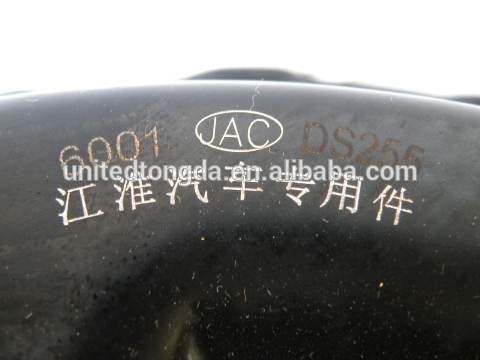 6001 JAC DS255
unitedtongda.en.alibaba.com
江淮汽车专用件